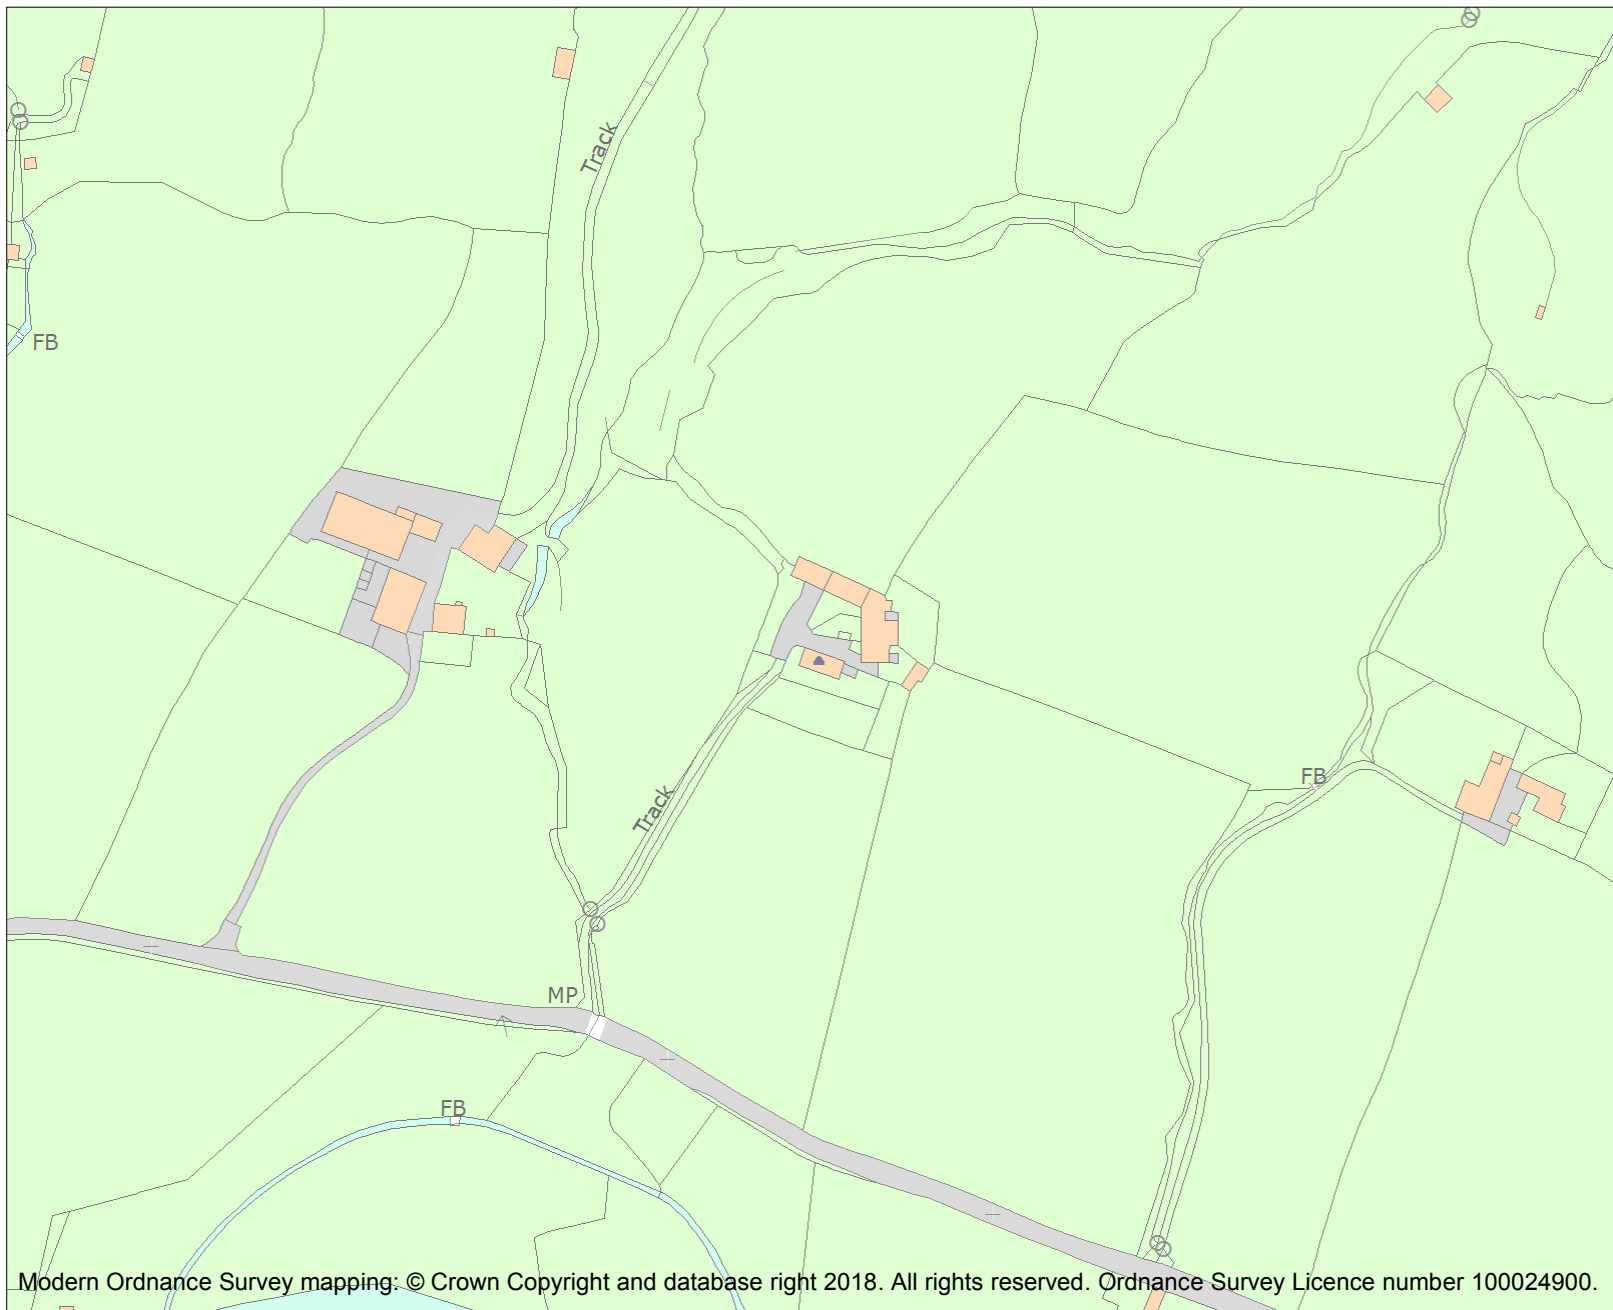 Track
FB
Track
FB
MP
FB
Modern Ordnance Survey mapping: © Crown Copyright and database right 2018. All rights reserved. Ordnance Survey Licence number 100024900.